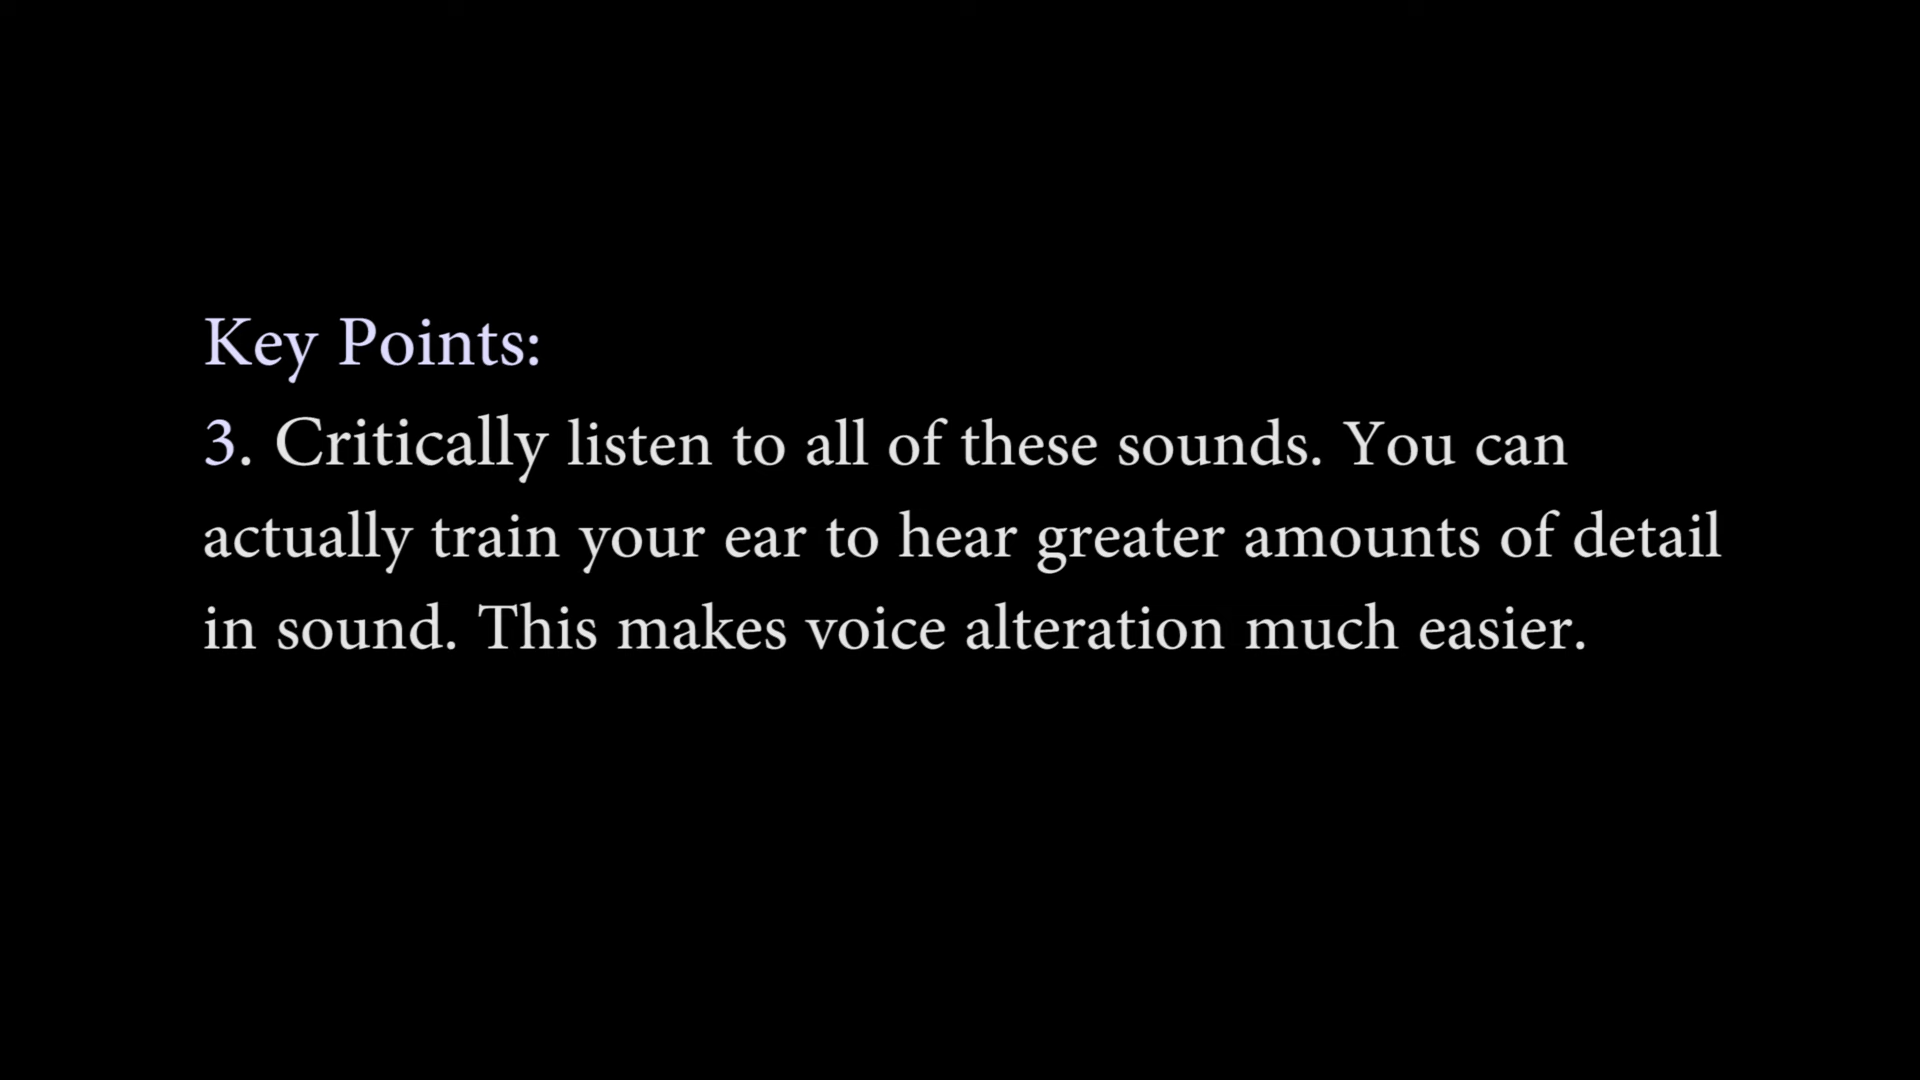 Key Points:
3. Critically listen to all of these sounds. You can
actually train your ear to hear greater amounts of detail
in sound. This makes voice alteration much easier.